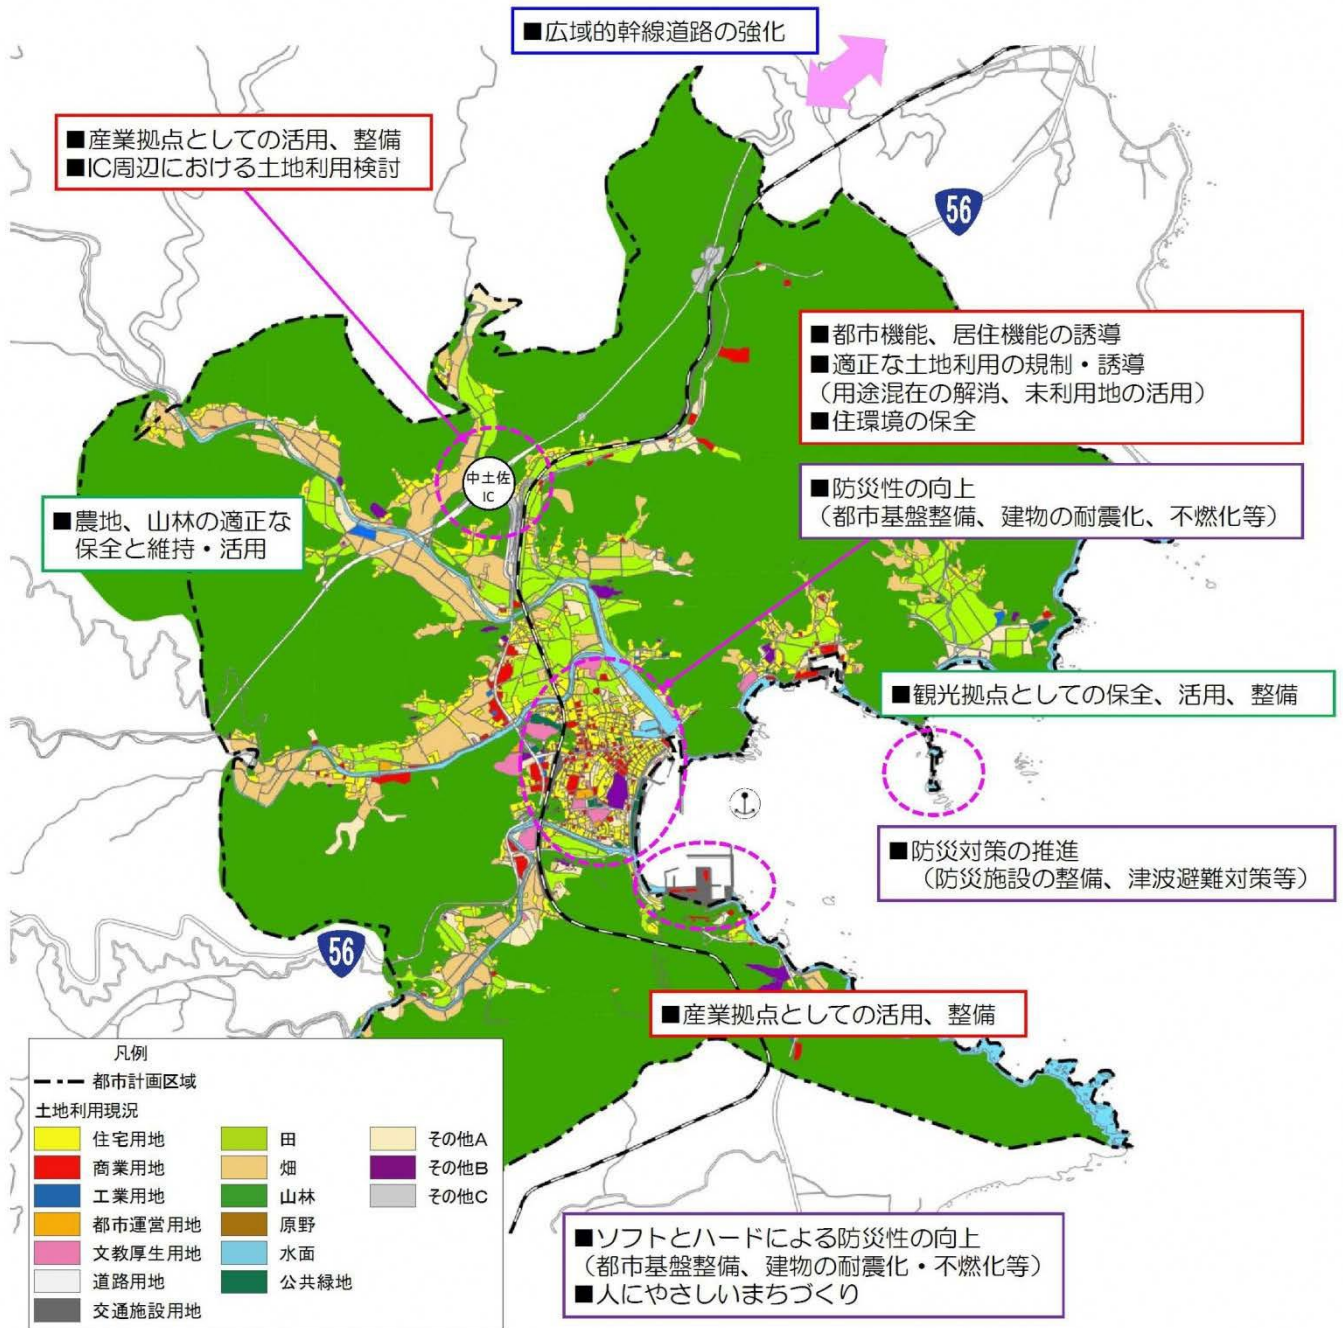 ■広域的幹線道路の強化
■産業拠点としての活用、整備
■IC周辺における土地利用検討
56
■都市機能、居住機能の誘導
■適正な土地利用の規制・誘導
（用途混在の解消、未利用地の活用）
■住環境の保全
中土佐
IC
■防災性の向上
（都市基盤整備、建物の耐震化、不燃化等）
■農地、山林の適正な
保全と維持・活用
■観光拠点としての保全、活用、整備
■防災対策の推進
（防災施設の整備、津波避難対策等）
56
■産業拠点としての活用、整備
凡例
都市計画区域
土地利用現況
住宅用地
商業用地
工業用地
都市運営用地
文教厚生用地
道路用地
交通施設用地
田
畑
山林
原野
水面
公共緑地
その他A
その他B
その他C
■ソフトとハードによる防災性の向上
（都市基盤整備、建物の耐震化・不燃化等）
■人にやさしいまちづくり